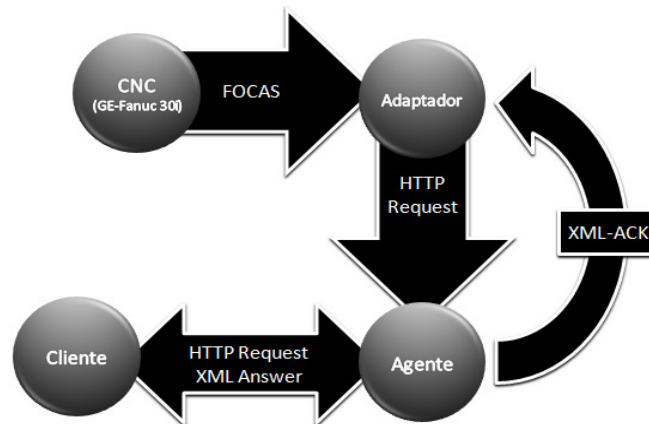 CNC
(GE-Fanuc 30i)
FOCAS
Adaptador
HTTP
Request
XML-ACK
Cliente
HTTP Request
XML Answer
Agente